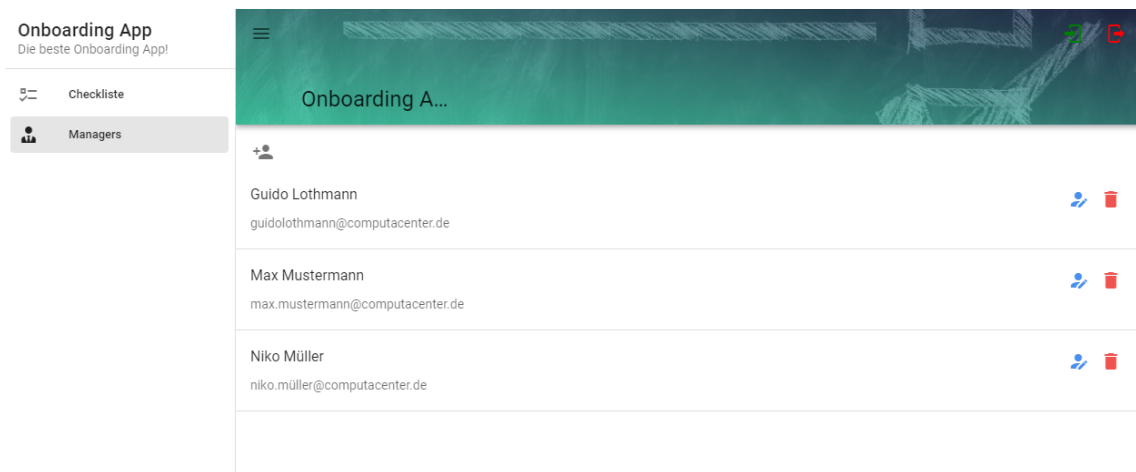 Onboarding App
Die beste Onboarding App!
Checkliste
Managers
Onboarding A...
Guido Lothmann
guidolothmann@computacenter.de
Max Mustermann
max.mustermann@computacenter.de
Niko Müller
niko.müller@computacenter.de